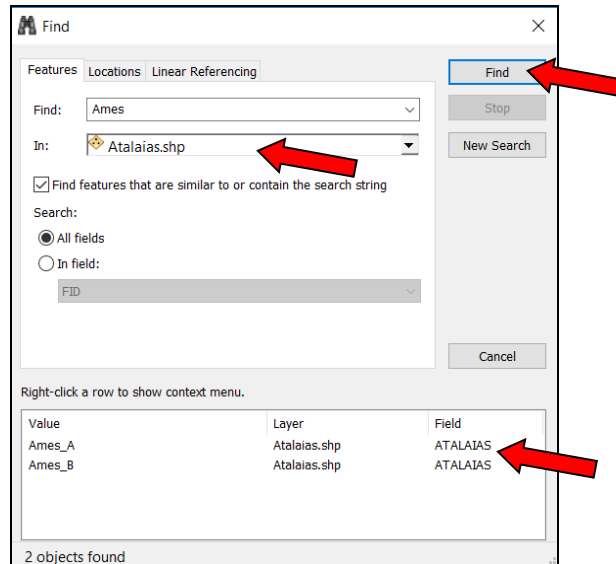 Find
Features Locations Linear Referencing
Find
Find: Ames
Stop
In: Atalaias.shp
New Search
Find features that are similar to or contain the search string
Search:
All fields
In field:
FID
Cancel
Right-click a row to show context menu.
Value Layer Field
Ames_A Atalaias.shp ATALAIAS
Ames_B Atalaias.shp ATALAIAS
2 objects found